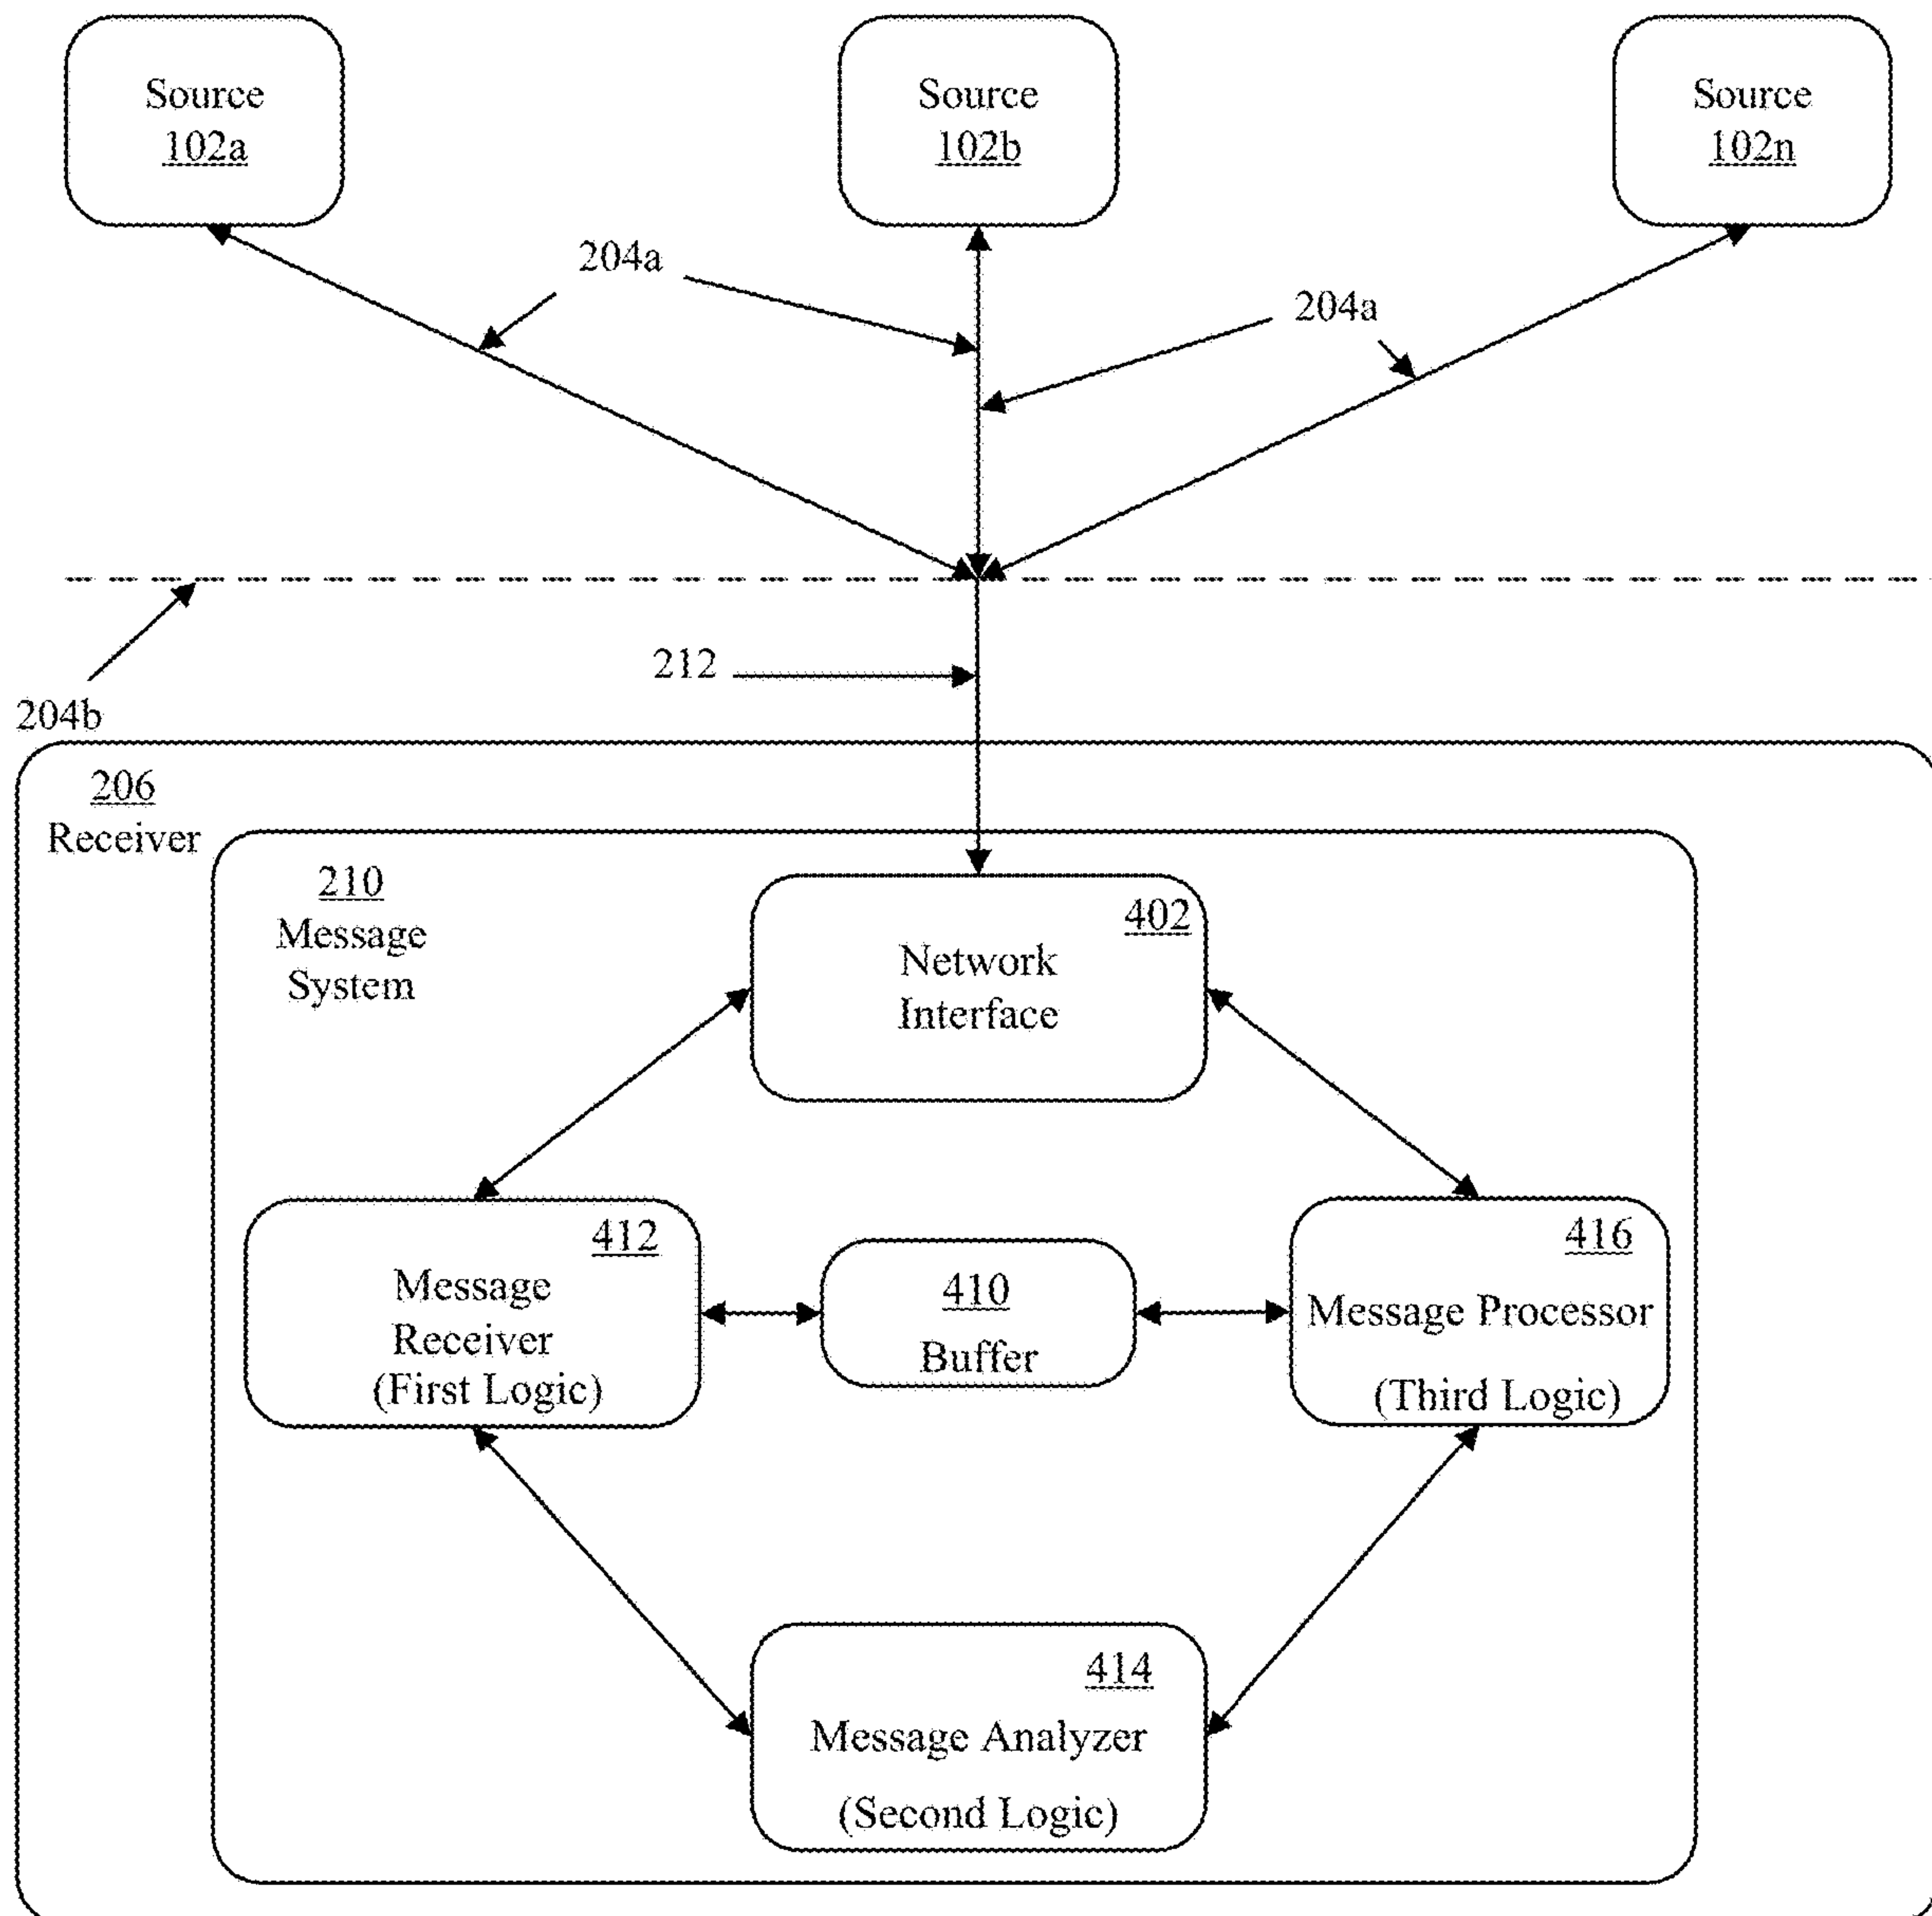 Source
102a
Source
102b
Source
102n
204a
204a
212
204b
206
Receiver
210
Message
System
402
Network
Interface
412
Message
Receiver
(First Logic)
410
Buffer
416
Message Processor
(Third Logic)
414
Message Analyzer
(Second Logic)